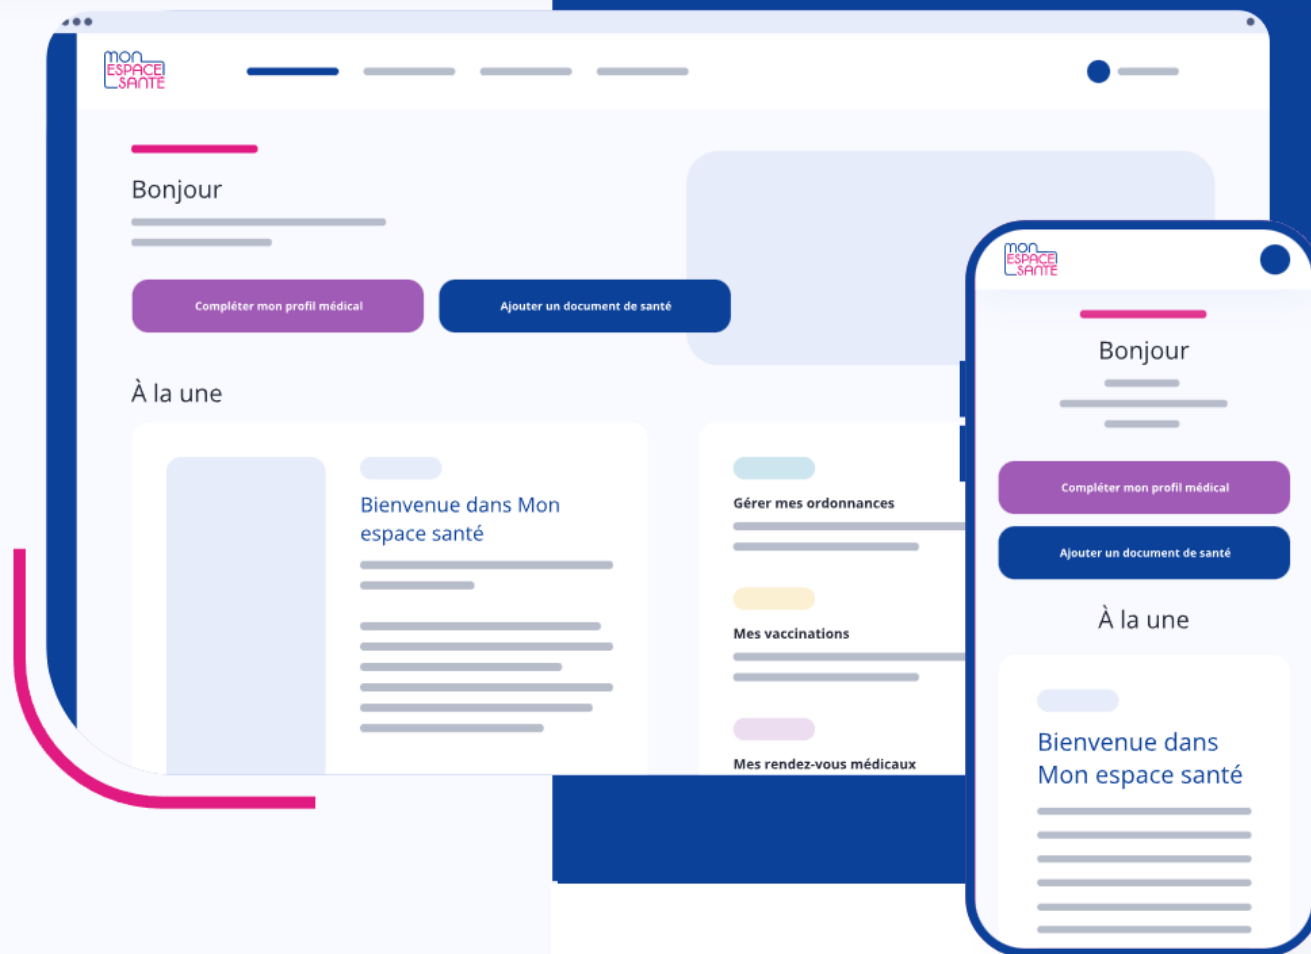 mon
ESPACE
SANTÉ
Bonjour
Compléter mon profil médical
Ajouter un document de santé
À la une
Bienvenue dans Mon
espace santé
Gérer mes ordonnances
Mes vaccinations
Mes rendez-vous médicaux
mon
ESPACE
SANTÉ
Bonjour
Compléter mon profil médical
Ajouter un document de santé
À la une
Bienvenue dans
Mon espace santé